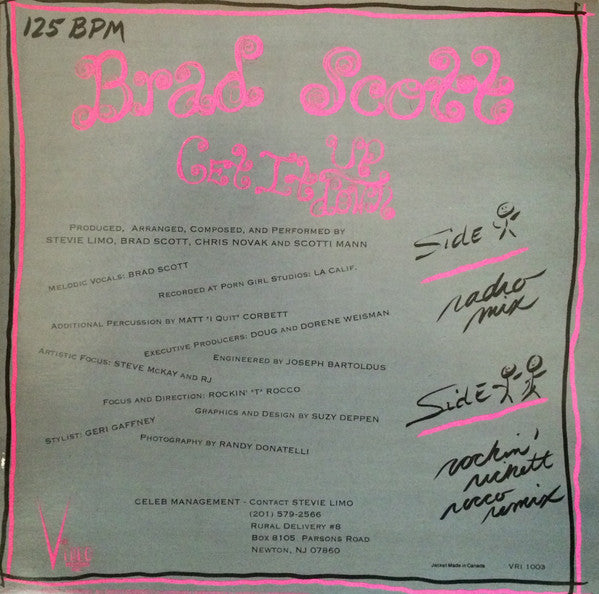 125 BPM
Brad Scott
Get It Up
Down
Produced, Arranged, Composed, and Performed by
Stevie Limo, Brad Scott, Chris Novak and Scotti Mann
Melodic Vocals: Brad Scott
Recorded at Porn Girl Studios: La Calif.
Additional Percussion by Matt "I Quit" Corbett
Executive Producers: Doug and Dorene Weisman
Artistic Focus: Steve McKay and RJ
Engineered by Joseph Bartoldus
Focus and Direction: Rockin' "T" Rocco
Graphics and Design by Suzy Deppen
Stylist: Geri Gaffney
Photography by Randy Donatelli
Side
radio
mix
Side
rockin'
rickett
rocco
remix
CELEB MANAGEMENT - Contact STEVIE LIMO
(201) 579-2566
Rural Delivery #8
Box 8105 Parsons Road
Newton, NJ 07860
Jacket Made in Canada
VRI 1003